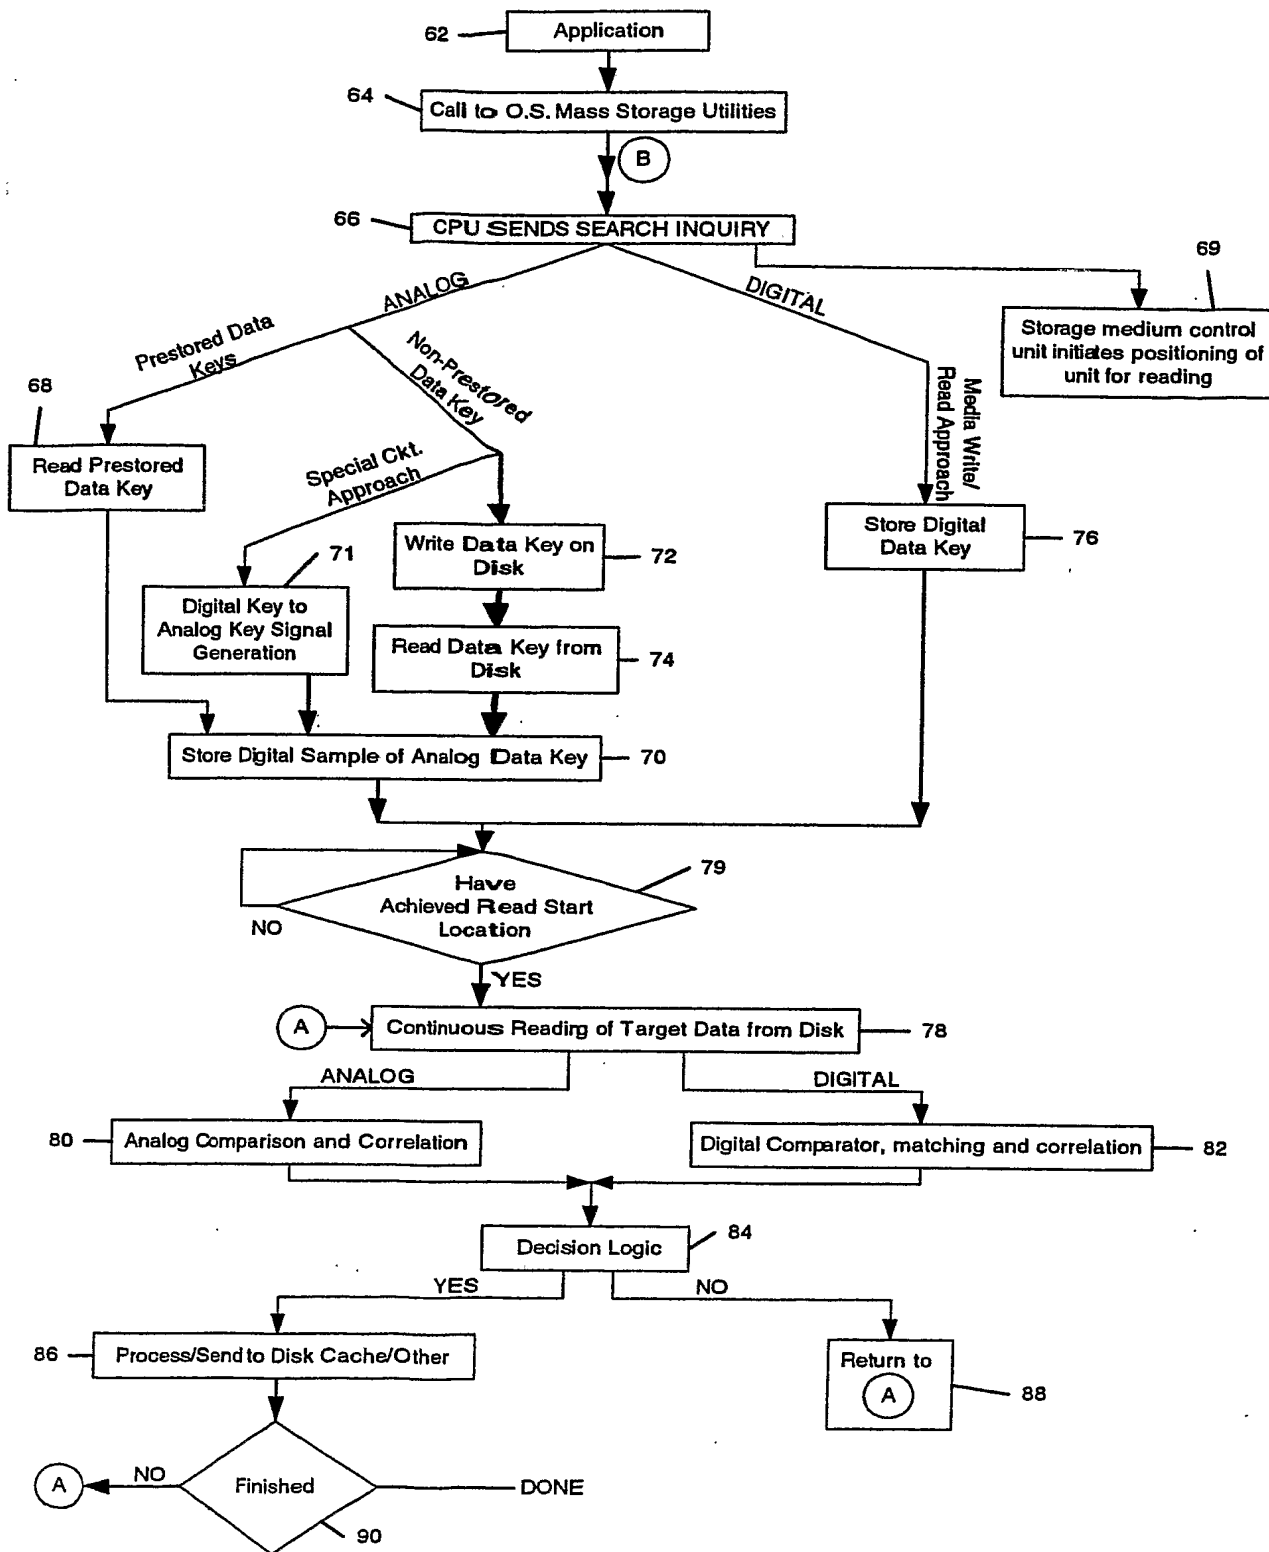 62
Application
64
Call to O.S. Mass Storage Utilities
B
66
CPU SENDS SEARCH INQUIRY
69
ANALOG
DIGITAL
Storage medium control
unit initiates positioning of
unit for reading
Prestored Data
Keys
Non-Prestored
Data Key
Media Write/
Read Approach
68
Read Prestored
Data Key
Special Ckt.
Approach
71
Write Data Key on
Disk
72
Store Digital
Data Key
76
Digital Key to
Analog Key Signal
Generation
Read Data Key from
Disk
74
Store Digital Sample of Analog Data Key
70
79
Have
Achieved Read Start
Location
NO
YES
A
Continuous Reading of Target Data from Disk
78
ANALOG
DIGITAL
80
Analog Comparison and Correlation
Digital Comparator, matching and correlation
82
84
Decision Logic
YES
NO
86
Process/Send to Disk Cache/Other
Return to
A
88
A
NO
Finished
DONE
90